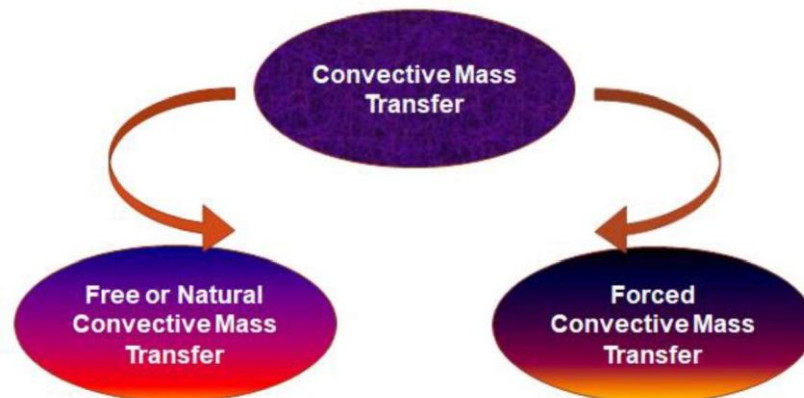 Convective Mass
Transfer
Free or Natural
Convective Mass
Transfer
Forced
Convective Mass
Transfer